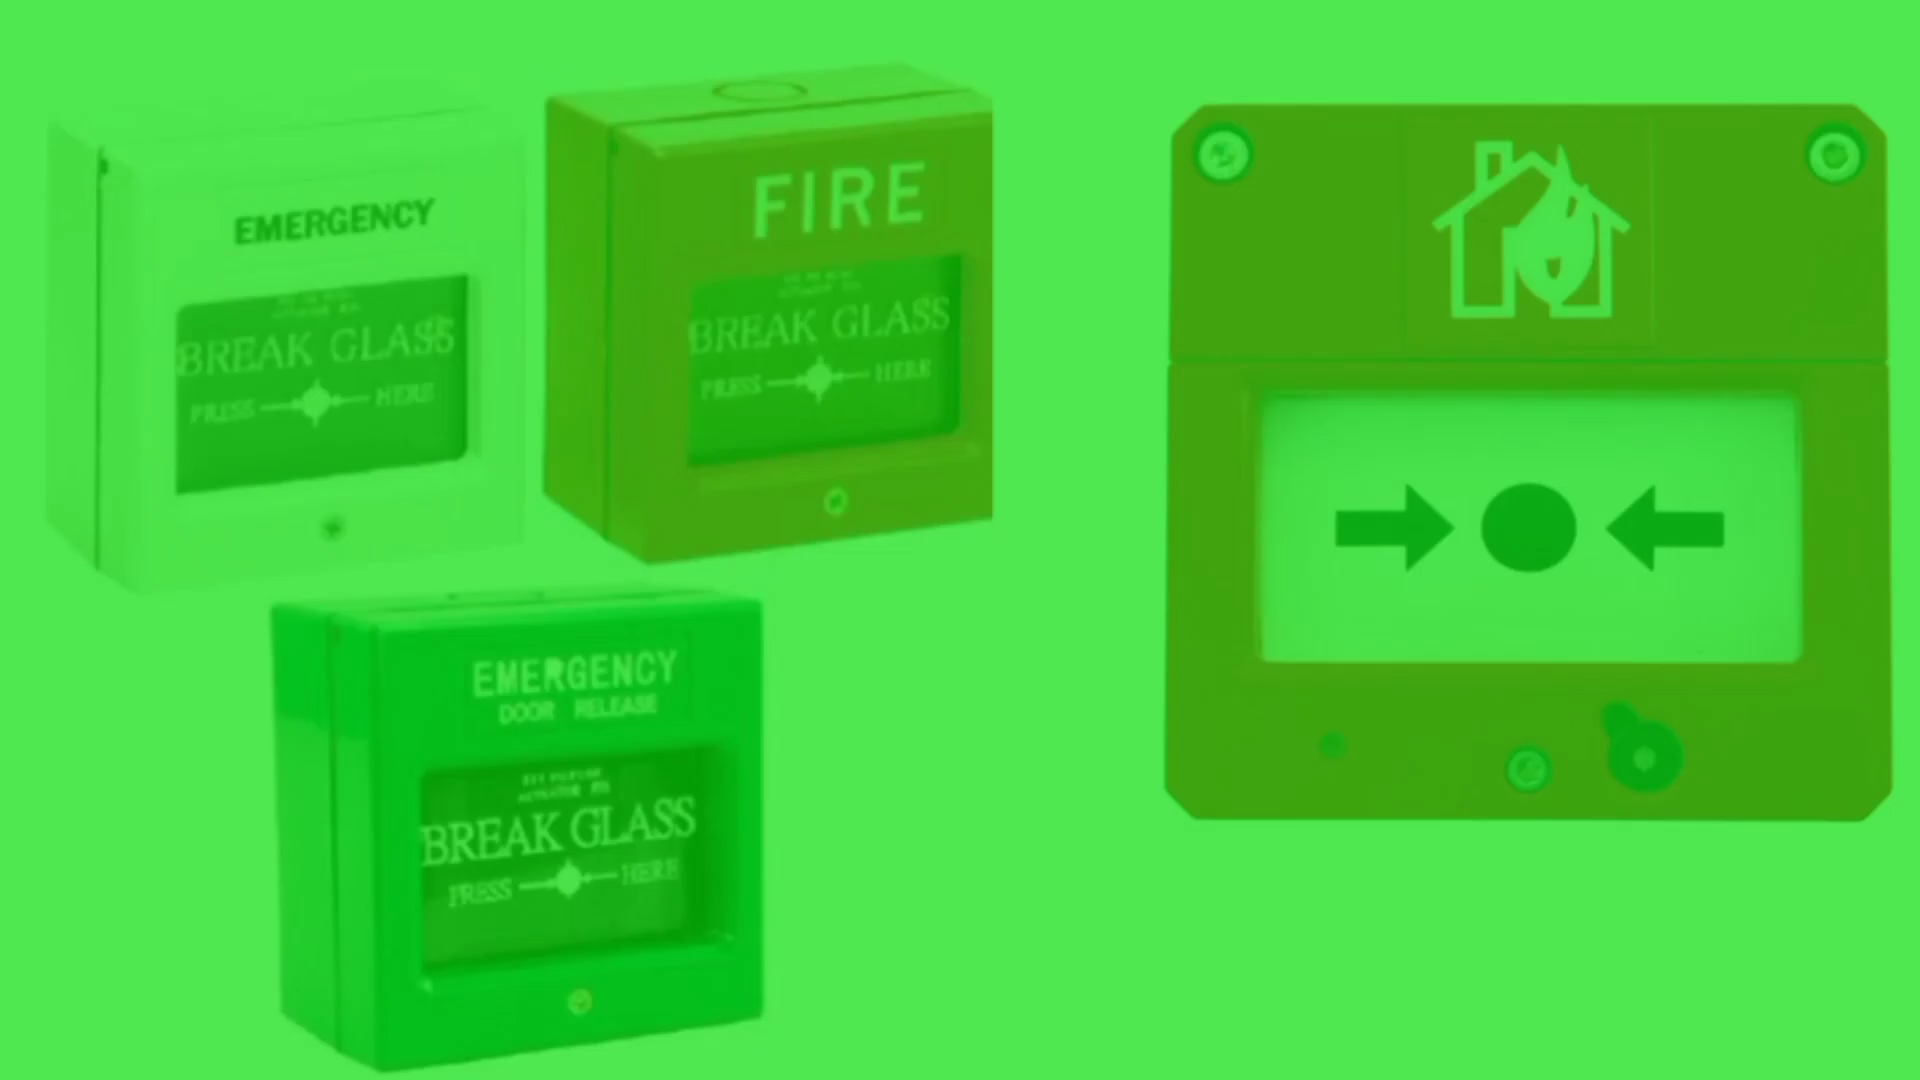 EMERGENCY
BREAK GLASS
PRESS HERE
FIRE
BREAK GLASS
PRESS HERE
EMERGENCY
DOOR RELEASE
BREAK GLASS
PRESS HERE